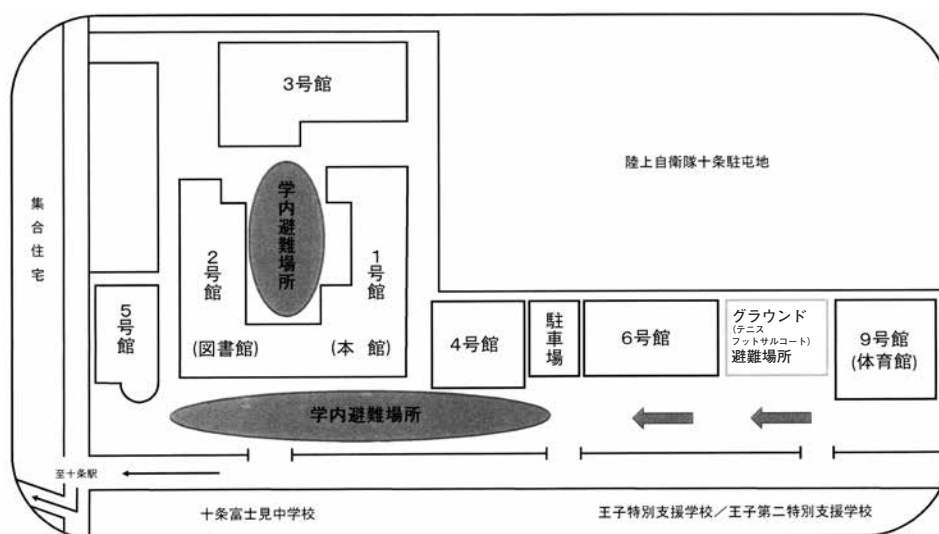 3号館
陸上自衛隊十条駐屯地
集合住宅
学内避難場所
2号館
(図書館)
1号館
(本 館)
5号館
4号館
駐車場
6号館
グラウンド
(テニス
フットサルコート)
避難場所
9号館
(体育館)
学内避難場所
至十条駅
十条富士見中学校
王子特別支援学校/王子第二特別支援学校